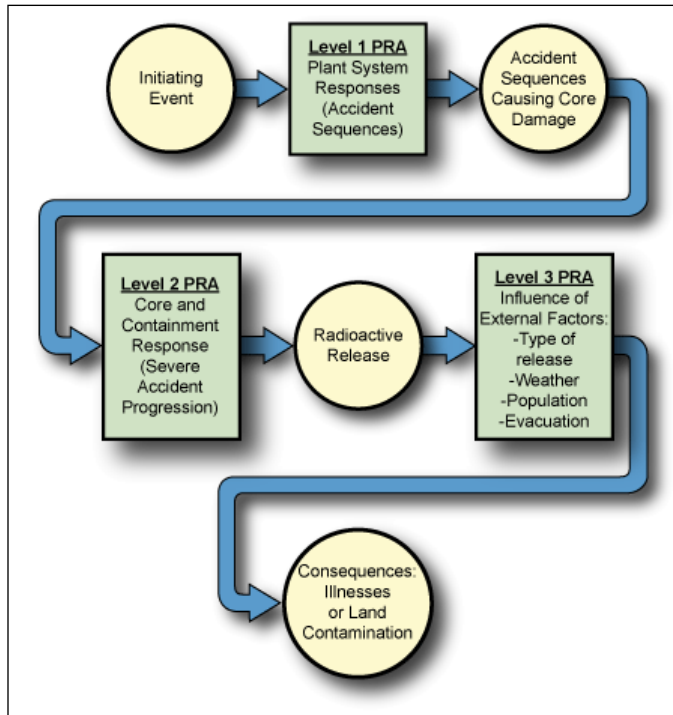 Initiating
Event
Level 1 PRA
Plant System
Responses
(Accident
Sequences)
Accident
Sequences
Causing Core
Damage
Level 2 PRA
Core and
Containment
Response
(Severe
Accident
Progression)
Radioactive
Release
Level 3 PRA
Influence of
External Factors:
-Type of
release
-Weather
-Population
-Evacuation
Consequences:
Illnesses
or Land
Contamination